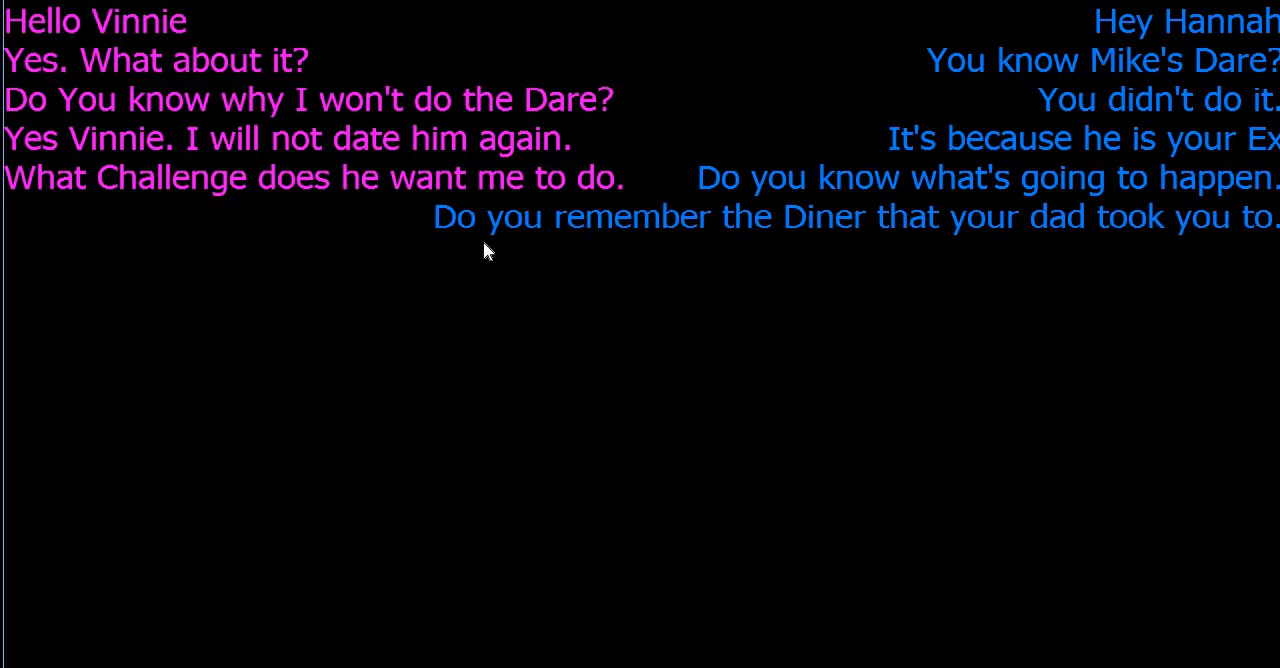 Hello Vinnie
Hey Hannah
Yes. What about it?
You know Mike's Dare?
Do You know why I won't do the Dare?
You didn't do it.
Yes Vinnie. I will not date him again.
It's because he is your Ex
What Challenge does he want me to do.
Do you know what's going to happen.
Do you remember the Diner that your dad took you to.